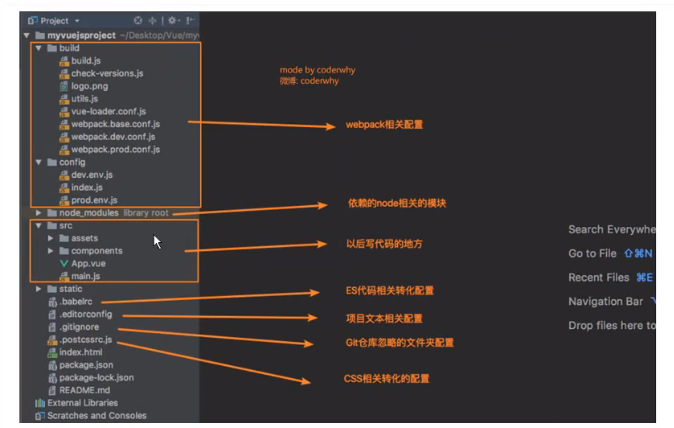 Project
myvuejsproject ~/Desktop/Vue/myv
build
build.js
check-versions.js
logo.png
utils.js
vue-loader.conf.js
webpack.base.conf.js
webpack.dev.conf.js
webpack.prod.conf.js
config
dev.env.js
index.js
prod.env.js
node_modules library root
src
assets
components
App.vue
main.js
static
.babelrc
.editorconfig
.gitignore
.postcssrc.js
index.html
package.json
package-lock.json
README.md
External Libraries
Scratches and Consoles
mode by coderwhy
微博: coderwhy
webpack相关配置
依赖的node相关的模块
以后写代码的地方
ES代码相关转化配置
项目文本相关配置
Git仓库忽略的文件夹配置
CSS相关转化的配置
Search Everywhe
Go to File ⇧⌘N
Recent Files ⌘E
Navigation Bar
Drop files here to